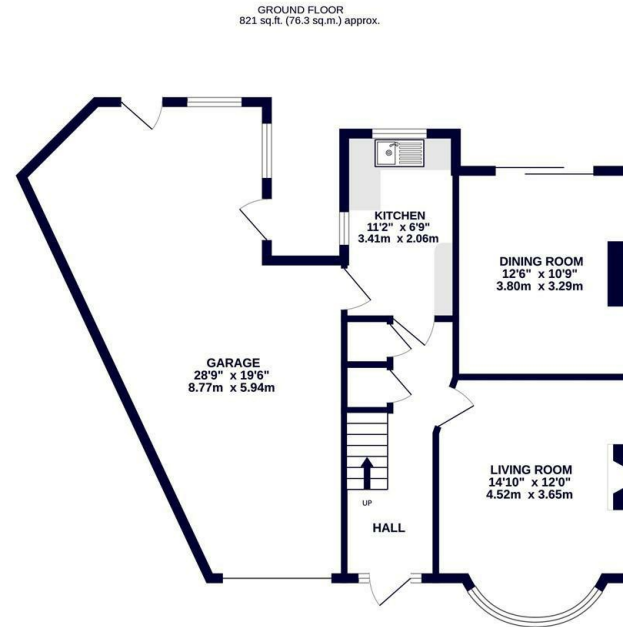 GROUND FLOOR
821 sq.ft. (76.3 sq.m.) approx.
KITCHEN
11'2" x 6'9"
3.41m x 2.06m
DINING ROOM
12'6" x 10'9"
3.80m x 3.29m
GARAGE
28'9" x 19'6"
8.77m x 5.94m
LIVING ROOM
14'10" x 12'0"
4.52m x 3.65m
UP
HALL